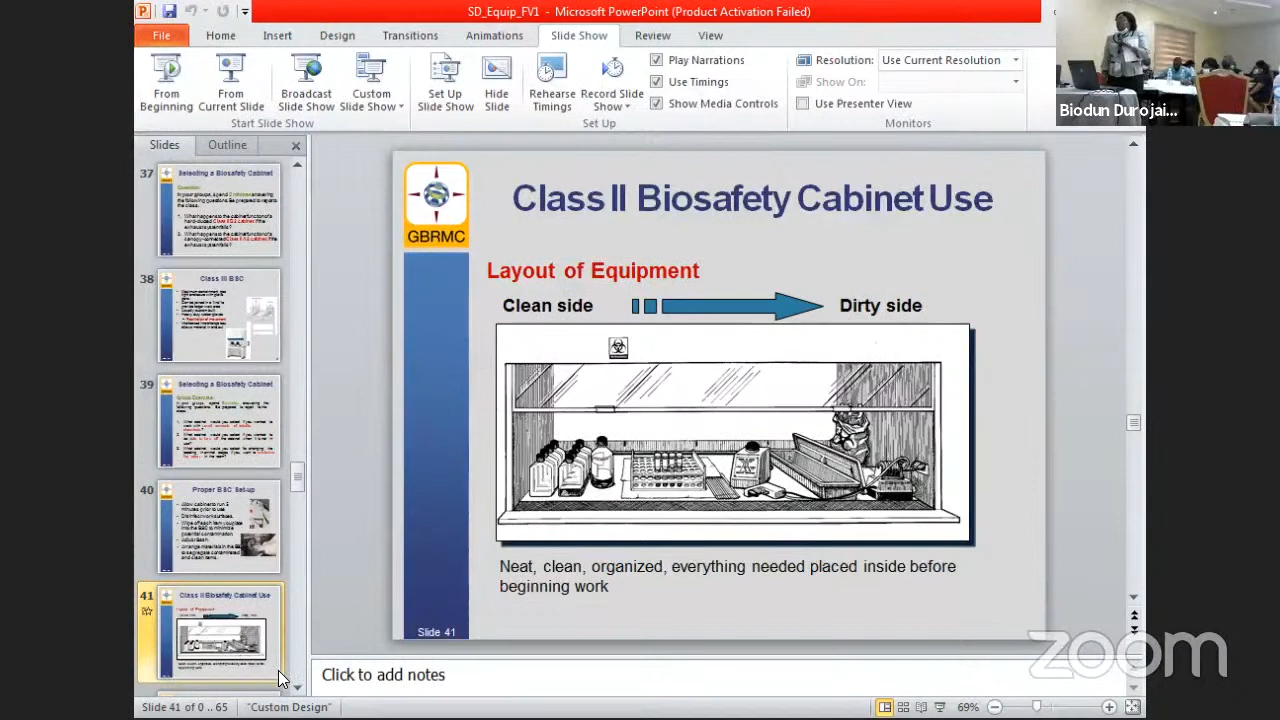 SD_Equip_FV1 - Microsoft PowerPoint (Product Activation Failed)
File Home Insert Design Transitions Animations Slide Show Review View
From Beginning
From Current Slide
Broadcast Slide Show
Custom Slide Show
Set Up Slide Show
Hide Slide
Rehearse Timings
Record Slide Show
Play Narrations
Use Timings
Show Media Controls
Resolution: Use Current Resolution
Show On:
Use Presenter View
Start Slide Show
Set Up
Monitors
Biodun Durojai...
Slides Outline
37
Selecting a Biosafety Cabinet
38
Class III BSC
39
Selecting a Biosafety Cabinet
40
Proper BSC Set-up
41
Class II Biosafety Cabinet Use
GBRMC
Class II Biosafety Cabinet Use
Layout of Equipment
Clean side Dirty side
Neat, clean, organized, everything needed placed inside before
beginning work
Slide 41
Click to add notes
zoom
Slide 41 of 0 .. 65 "Custom Design" 69%